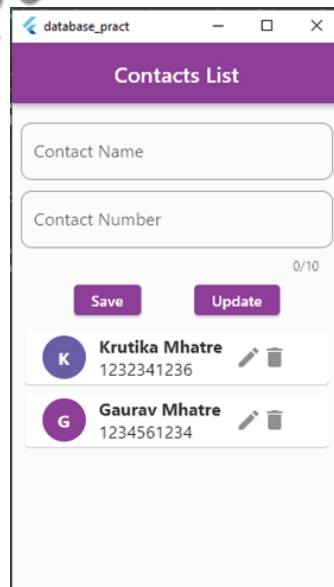 database_pract
Contacts List
Contact Name
Contact Number
0/10
Save Update
K Krutika Mhatre
1232341236
G Gaurav Mhatre
1234561234